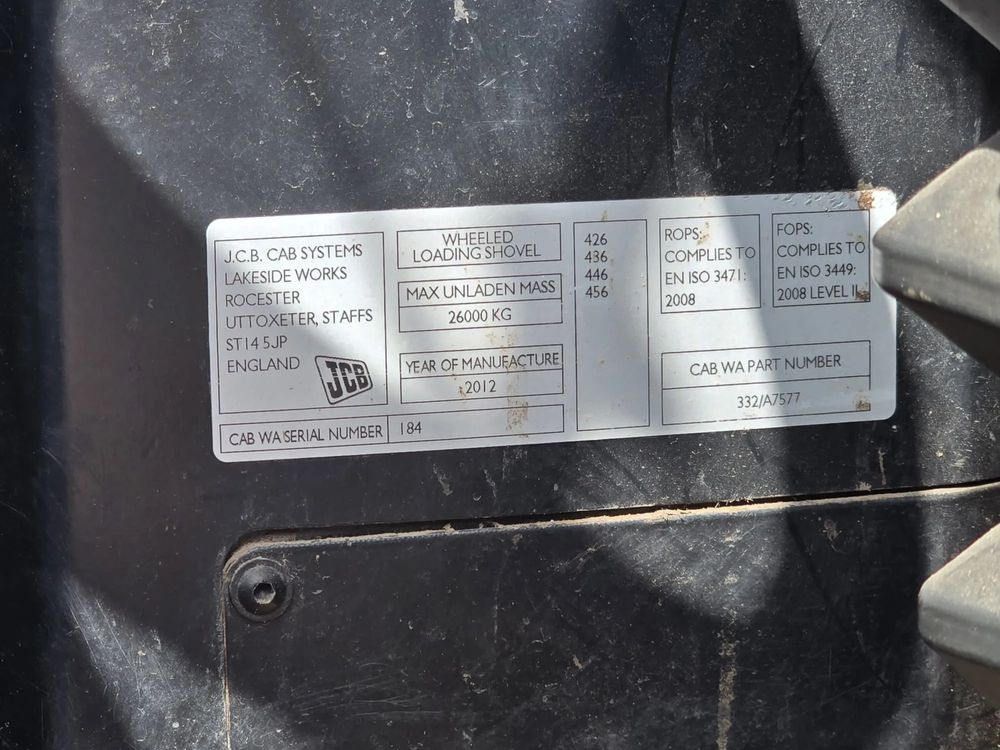 J.C.B. CAB SYSTEMS
LAKESIDE WORKS
ROCESTER
UTTOXETER, STAFFS
ST14 5JP
ENGLAND
JCB
CAB WA SERIAL NUMBER 184
WHEELED
LOADING SHOVEL
MAX UNLADEN MASS
26000 KG
YEAR OF MANUFACTURE
2012
426
436
446
456
ROPS:
COMPLIES TO
EN ISO 3471:
2008
FOPS:
COMPLIES TO
EN ISO 3449:
2008 LEVEL II
CAB WA PART NUMBER
332/A7577